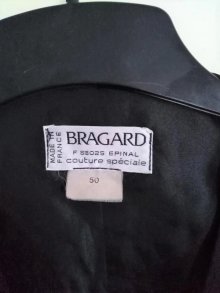 MADE IN
FRANCE
BRAGARD
F 88025 EPINAL
couture spéciale
50